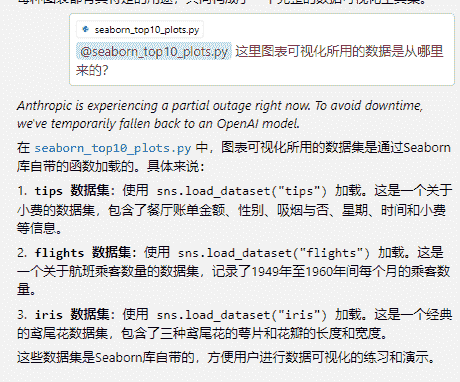 seaborn_top10_plots.py
@seaborn_top10_plots.py 这里图表可视化所用的数据是从哪里
来的？
Anthropic is experiencing a partial outage right now. To avoid downtime,
we've temporarily fallen back to an OpenAI model.
在 seaborn_top10_plots.py 中，图表可视化所用的数据集是通过Seaborn
库自带的函数加载的。具体来说：
1. tips 数据集：使用 sns.load_dataset("tips") 加载。这是一个关于
小费的数据集，包含了餐厅账单金额、性别、吸烟与否、星期、时间和小费
等信息。
2. flights 数据集：使用 sns.load_dataset("flights") 加载。这是
一个关于航班乘客数量的数据集，记录了1949年至1960年间每个月的乘客数
量。
3. iris 数据集：使用 sns.load_dataset("iris") 加载。这是一个经典
的鸢尾花数据集，包含了三种鸢尾花的萼片和花瓣的长度和宽度。
这些数据集是Seaborn库自带的，方便用户进行数据可视化的练习和演示。